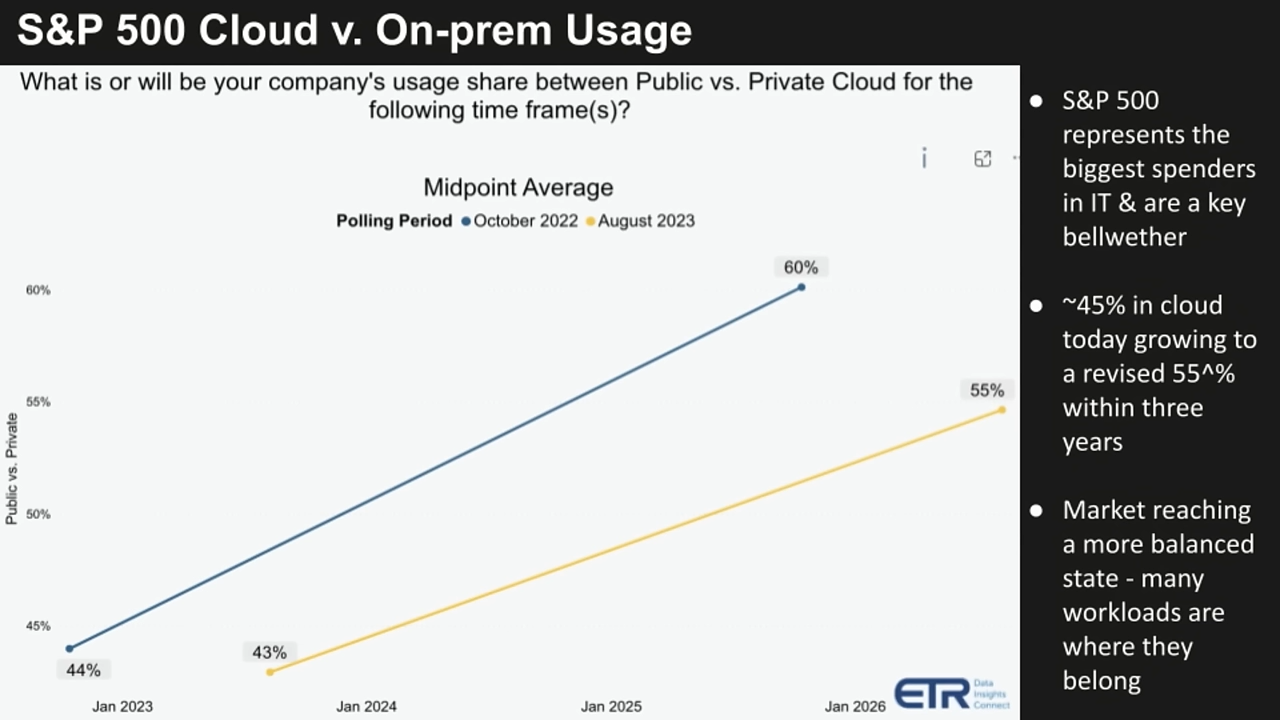 S&P 500 Cloud v. On-prem Usage
What is or will be your company's usage share between Public vs. Private Cloud for the
following time frame(s)?
i
Midpoint Average
Polling Period October 2022 August 2023
60%
60%
55%
55%
50%
45%
44%
43%
Public vs. Private
Jan 2023 Jan 2024 Jan 2025 Jan 2026
ETR Data
Insights
Connect
● S&P 500
represents the
biggest spenders
in IT & are a key
bellwether
● ~45% in cloud
today growing to
a revised 55^%
within three
years
● Market reaching
a more balanced
state - many
workloads are
where they
belong